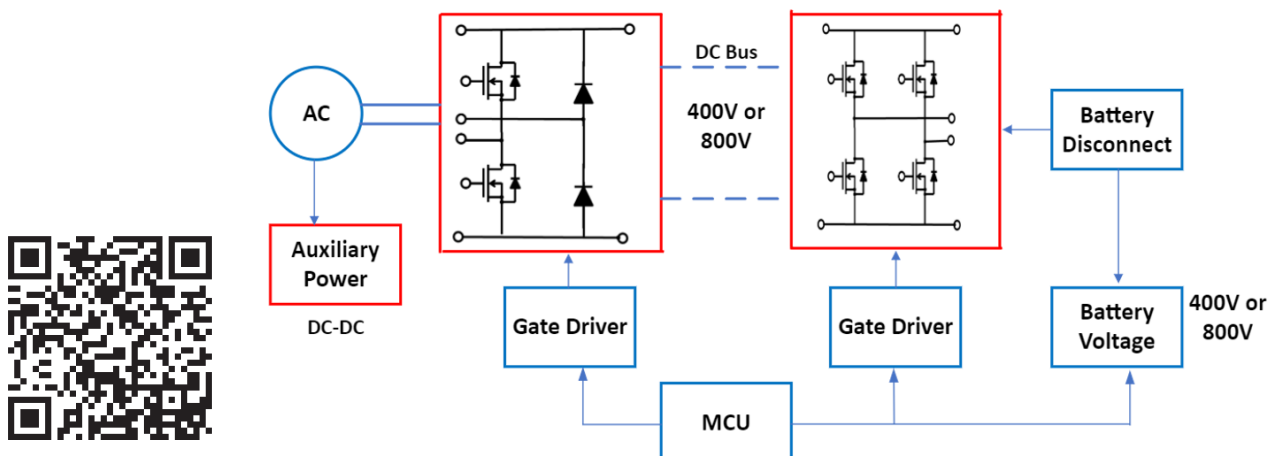 AC
DC Bus
400V or
800V
Battery
Disconnect
Auxiliary
Power
DC-DC
Gate Driver
Gate Driver
Battery
Voltage
400V or
800V
MCU